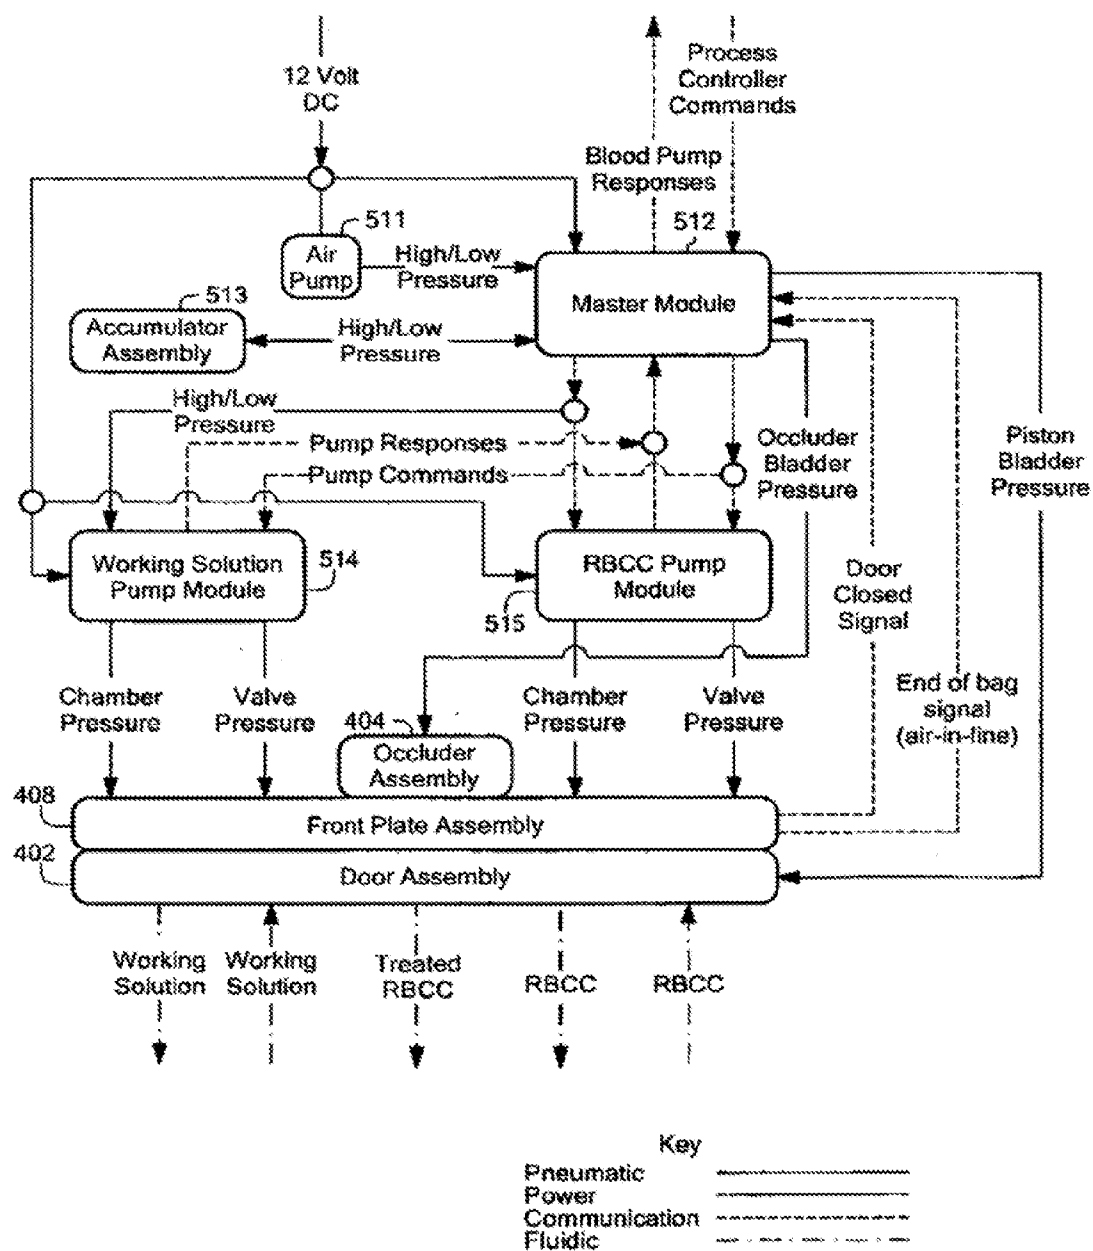 12 Volt
DC
Process
Controller
Commands
Blood Pump
Responses
511
512
Air
Pump
High/Low
Pressure
Master Module
513
Accumulator
Assembly
High/Low
Pressure
High/Low
Pressure
Pump Responses
Pump Commands
Occluder
Bladder
Pressure
Piston
Bladder
Pressure
Working Solution
Pump Module
514
RBCC Pump
Module
515
Door
Closed
Signal
Chamber
Pressure
Valve
Pressure
404
Occluder
Assembly
Chamber
Pressure
Valve
Pressure
End of bag
signal
(air-in-line)
408
Front Plate Assembly
402
Door Assembly
Working
Solution
Working
Solution
Treated
RBCC
RBCC
RBCC
Key
Pneumatic
Power
Communication
Fluidic